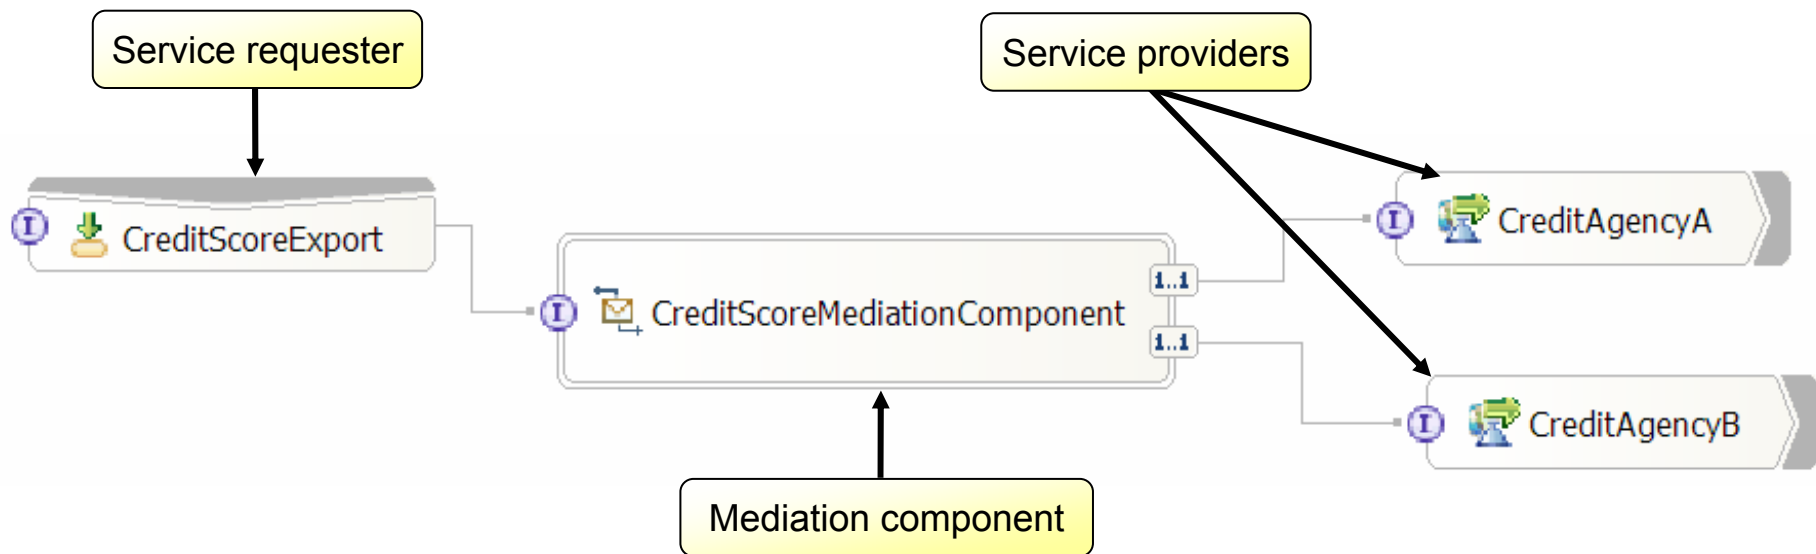 Service requester
Service providers
I
CreditScoreExport
I
CreditAgencyA
1..1
I
CreditScoreMediationComponent
1..1
I
CreditAgencyB
Mediation component